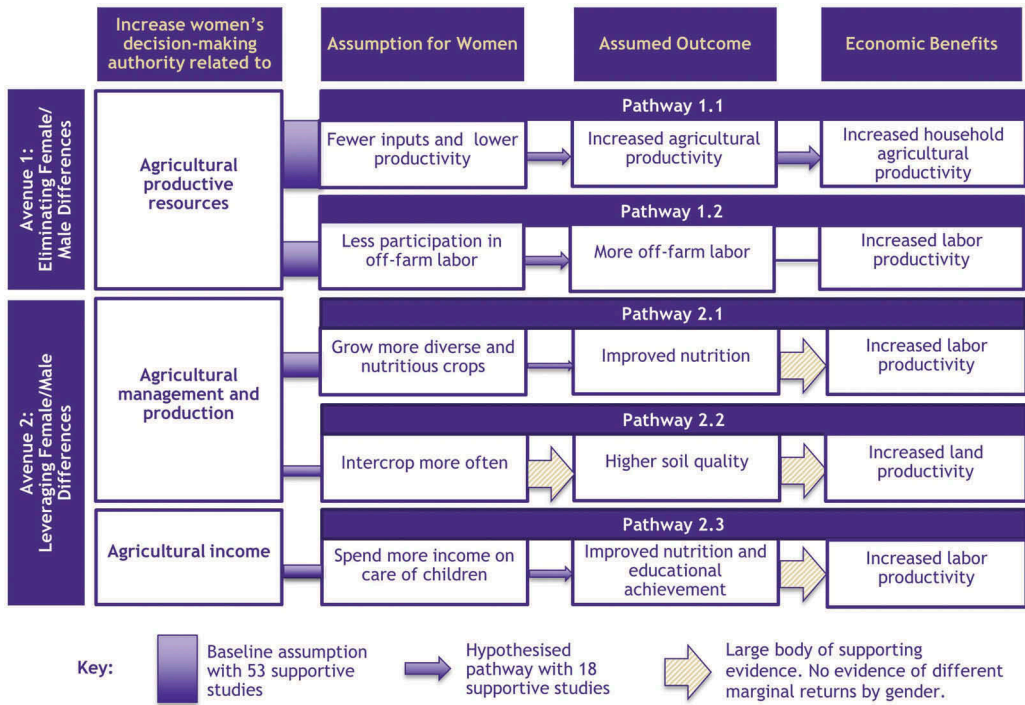 Increase women's
decision-making
authority related to
Assumption for Women
Assumed Outcome
Economic Benefits
Avenue 1:
Eliminating Female/
Male Differences
Agricultural
productive
resources
Pathway 1.1
Fewer inputs and lower
productivity
Increased agricultural
productivity
Increased household
agricultural
productivity
Pathway 1.2
Less participation in
off-farm labor
More off-farm labor
Increased labor
productivity
Avenue 2:
Leveraging Female/Male
Differences
Agricultural
management and
production
Pathway 2.1
Grow more diverse and
nutritious crops
Improved nutrition
Increased labor
productivity
Pathway 2.2
Intercrop more often
Higher soil quality
Increased land
productivity
Agricultural income
Pathway 2.3
Spend more income on
care of children
Improved nutrition and
educational
achievement
Increased labor
productivity
Key:
Baseline assumption
with 53 supportive
studies
Hypothesised
pathway with 18
supportive studies
Large body of supporting
evidence. No evidence of different
marginal returns by gender.